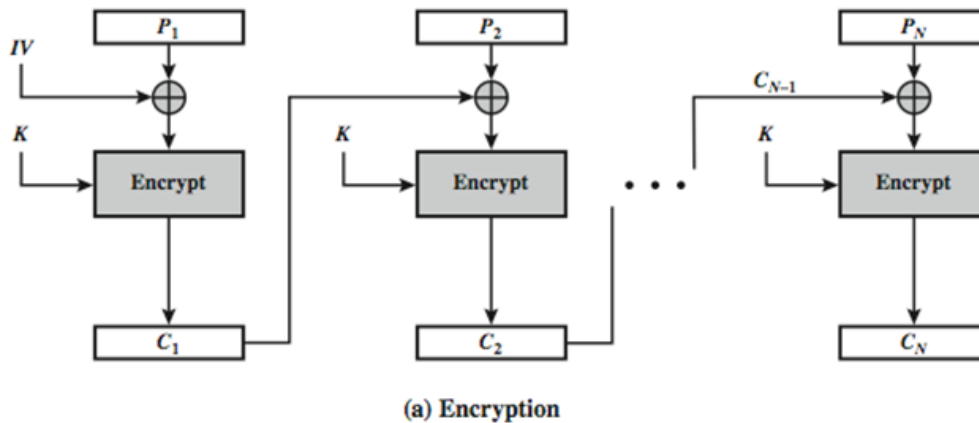 P1 P2 PN
IV
CN–1
K K K
Encrypt Encrypt Encrypt
C1 C2 CN
(a) Encryption